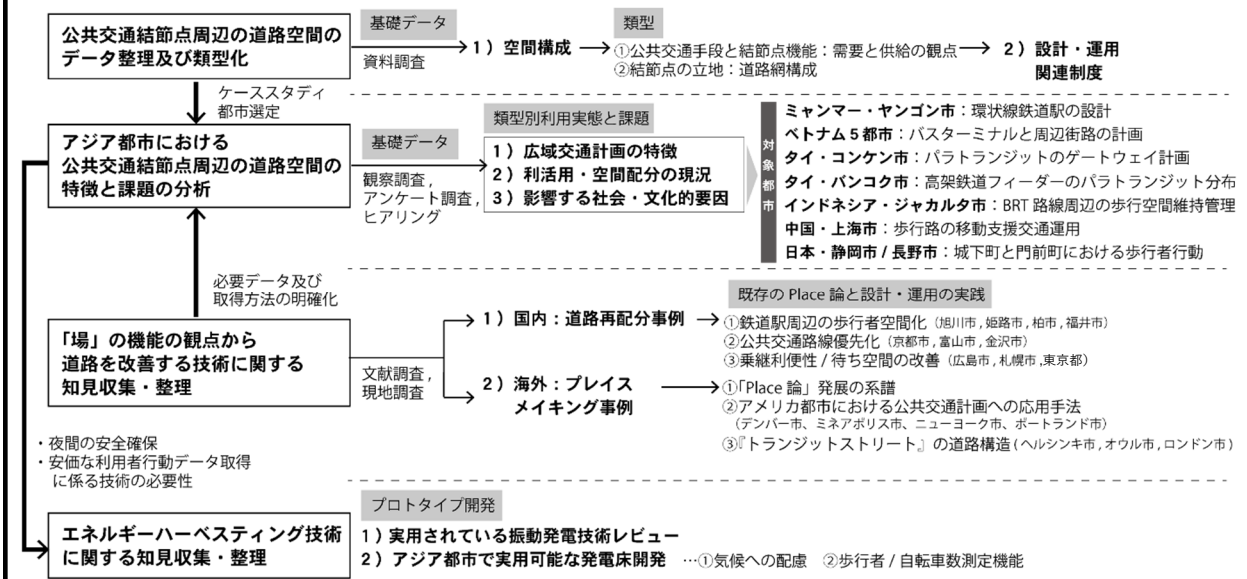 公共交通結節点周辺の道路空間の
データ整理及び類型化
基礎データ
資料調査
1）空間構成
類型
①公共交通手段と結節点機能：需要と供給の観点
②結節点の立地：道路網構成
2）設計・運用
関連制度
ケーススタディ
都市選定
アジア都市における
公共交通結節点周辺の道路空間の
特徴と課題の分析
基礎データ
観察調査，
アンケート調査，
ヒアリング
類型別利用実態と課題
1）広域交通計画の特徴
2）利活用・空間配分の現況
3）影響する社会・文化的要因
対象都市
ミャンマー・ヤンゴン市：環状線鉄道駅の設計
ベトナム5都市：バスターミナルと周辺街路の計画
タイ・コンケン市：パラトランジットのゲートウェイ計画
タイ・バンコク市：高架鉄道フィーダーのパラトランジット分布
インドネシア・ジャカルタ市：BRT路線周辺の歩行空間維持管理
中国・上海市：歩行路の移動支援交通運用
日本・静岡市/長野市：城下町と門前町における歩行者行動
必要データ及び
取得方法の明確化
「場」の機能の観点から
道路を改善する技術に関する
知見収集・整理
文献調査，
現地調査
1）国内：道路再配分事例
2）海外：プレイス
メイキング事例
既存のPlace論と設計・運用の実践
①鉄道駅周辺の歩行者空間化（旭川市，姫路市，柏市，福井市）
②公共交通路線優先化（京都市，富山市，金沢市）
③乗継利便性/待ち空間の改善（広島市，札幌市，東京都）
①「Place論」発展の系譜
②アメリカ都市における公共交通計画への応用手法
（デンバー市、ミネアポリス市、ニューヨーク市、ポートランド市）
③『トランジットストリート』の道路構造（ヘルシンキ市，オウル市，ロンドン市）
・夜間の安全確保
・安価な利用者行動データ取得
に係る技術の必要性
エネルギーハーベスティング技術
に関する知見収集・整理
プロトタイプ開発
1）実用されている振動発電技術レビュー
2）アジア都市で実用可能な発電床開発 …①気候への配慮 ②歩行者/自転車数測定機能